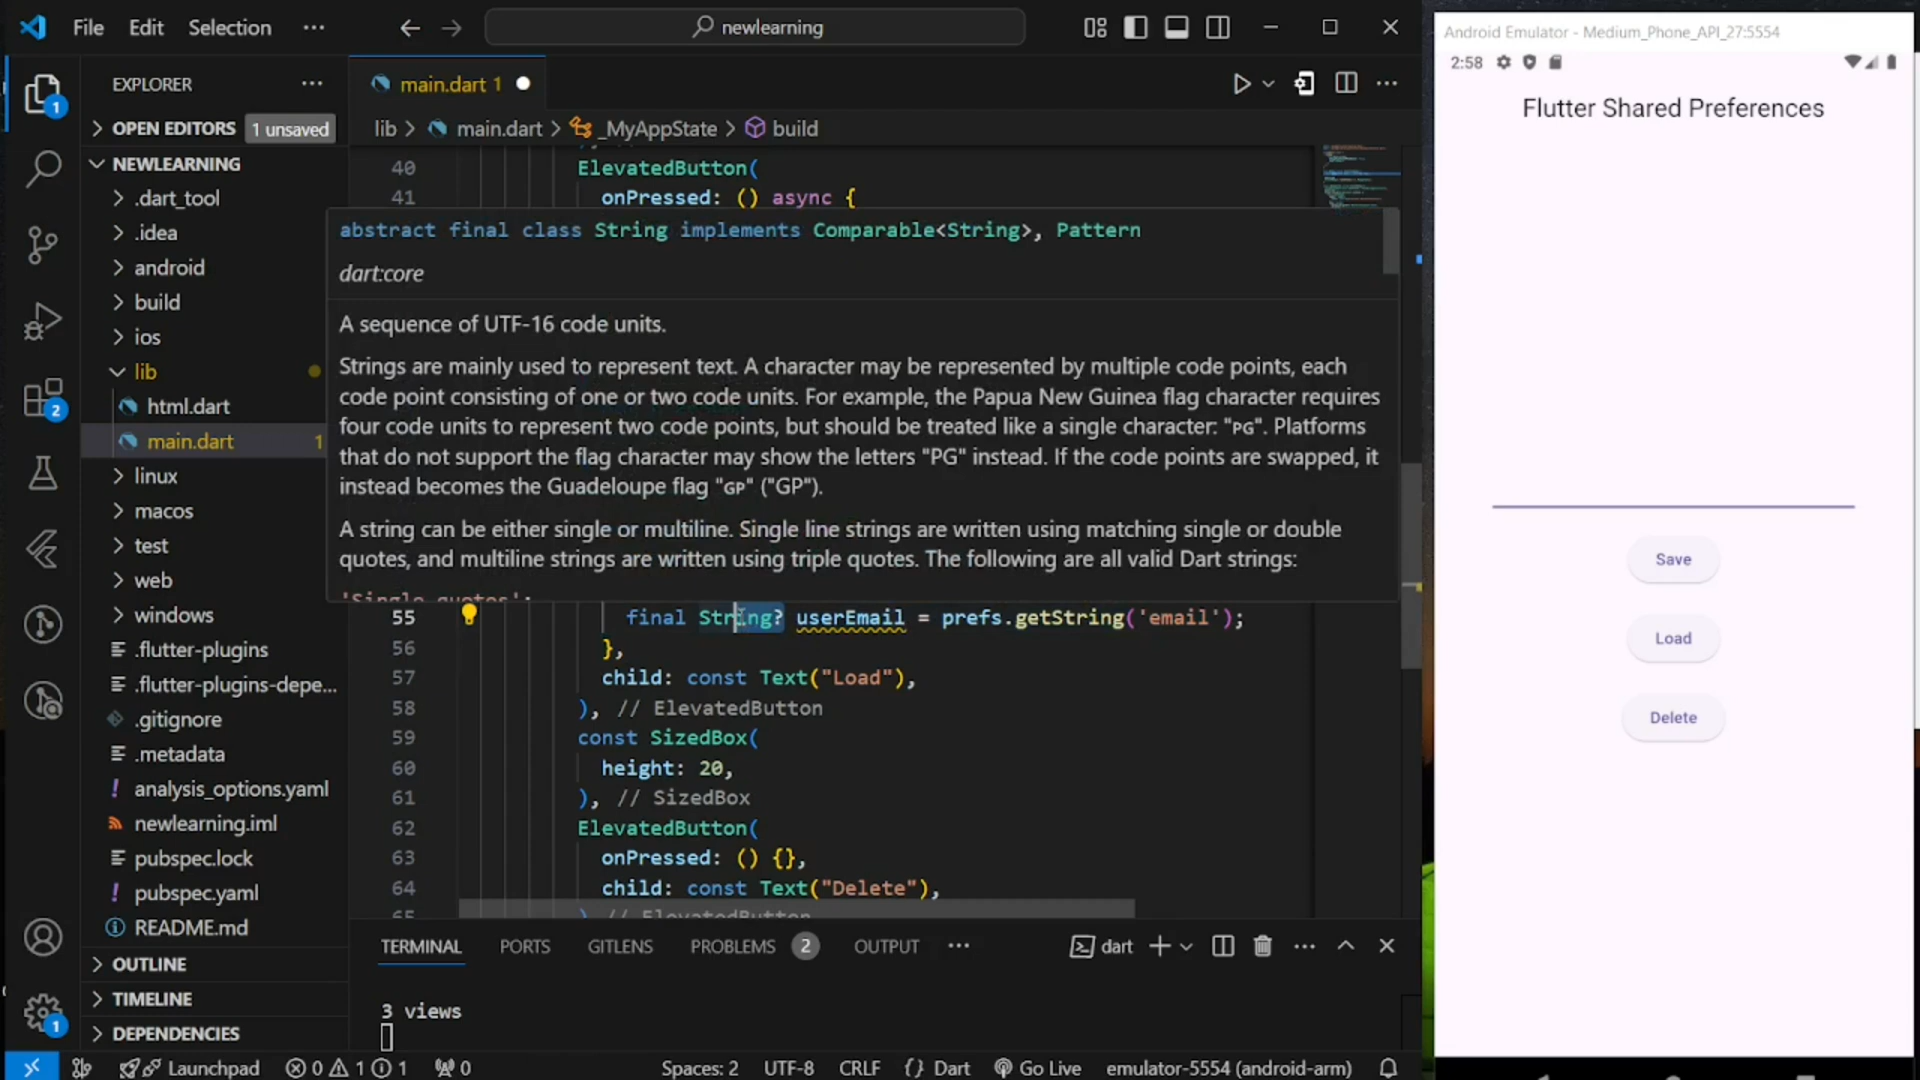 File Edit Selection ··· newlearning
EXPLORER ···
OPEN EDITORS 1 unsaved
NEWLEARNING
.dart_tool
.idea
android
build
ios
lib
html.dart
main.dart 1
linux
macos
test
web
windows
.flutter-plugins
.flutter-plugins-depe...
.gitignore
.metadata
analysis_options.yaml
newlearning.iml
pubspec.lock
pubspec.yaml
README.md
OUTLINE
TIMELINE
DEPENDENCIES
1
2
1
main.dart 1
lib > main.dart > _MyAppState > build
40 ElevatedButton(
41 onPressed: () async {
abstract final class String implements Comparable<String>, Pattern
dart:core
A sequence of UTF-16 code units.
Strings are mainly used to represent text. A character may be represented by multiple code points, each
code point consisting of one or two code units. For example, the Papua New Guinea flag character requires
four code units to represent two code points, but should be treated like a single character: "PG". Platforms
that do not support the flag character may show the letters "PG" instead. If the code points are swapped, it
instead becomes the Guadeloupe flag "GP" ("GP").
A string can be either single or multiline. Single line strings are written using matching single or double
quotes, and multiline strings are written using triple quotes. The following are all valid Dart strings:
'Single quotes';
55 final String? userEmail = prefs.getString('email');
56 },
57 child: const Text("Load"),
58 ), // ElevatedButton
59 const SizedBox(
60 height: 20,
61 ), // SizedBox
62 ElevatedButton(
63 onPressed: () {},
64 child: const Text("Delete"),
65 ), // ElevatedButton
TERMINAL PORTS GITLENS PROBLEMS 2 OUTPUT ··· dart
3 views
Launchpad 0 1 1 0 Spaces: 2 UTF-8 CRLF {} Dart Go Live emulator-5554 (android-arm)
Android Emulator - Medium_Phone_API_27:5554
2:58
Flutter Shared Preferences
Save
Load
Delete